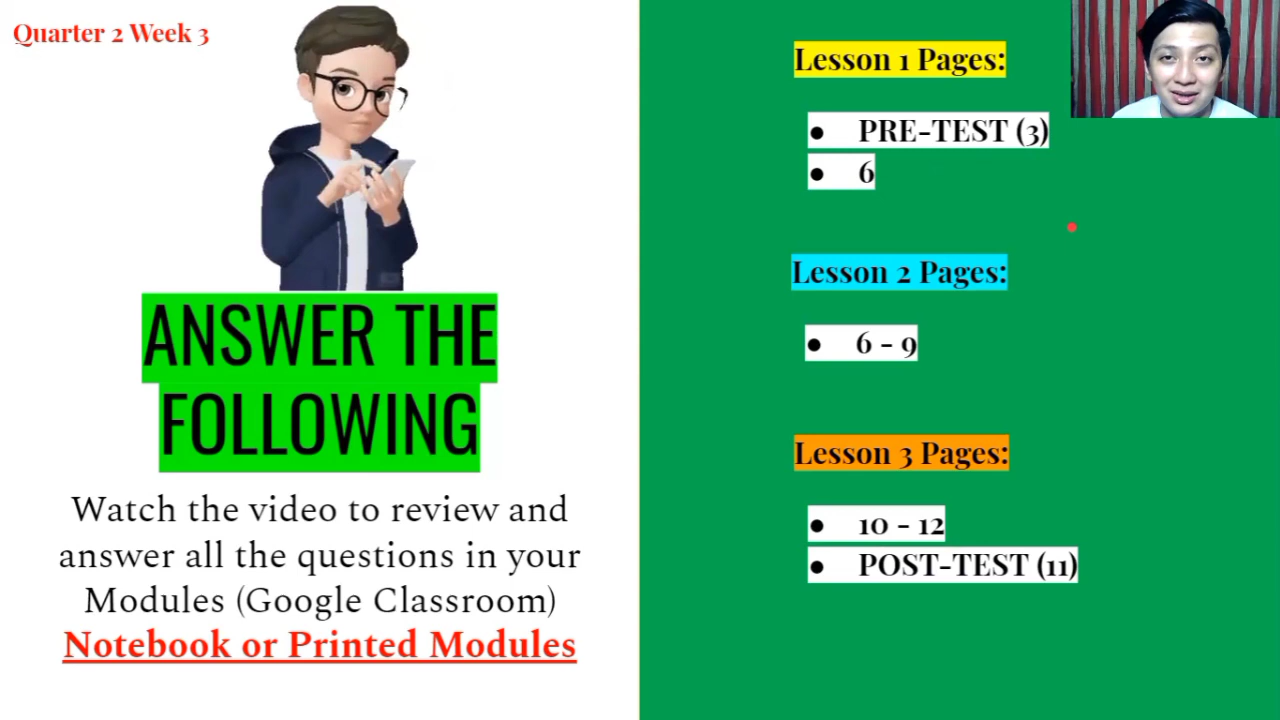 Quarter 2 Week 3
ANSWER THE
FOLLOWING
Watch the video to review and
answer all the questions in your
Modules (Google Classroom)
Notebook or Printed Modules
Lesson 1 Pages:
● PRE-TEST (3)
● 6
Lesson 2 Pages:
● 6 - 9
Lesson 3 Pages:
● 10 - 12
● POST-TEST (11)